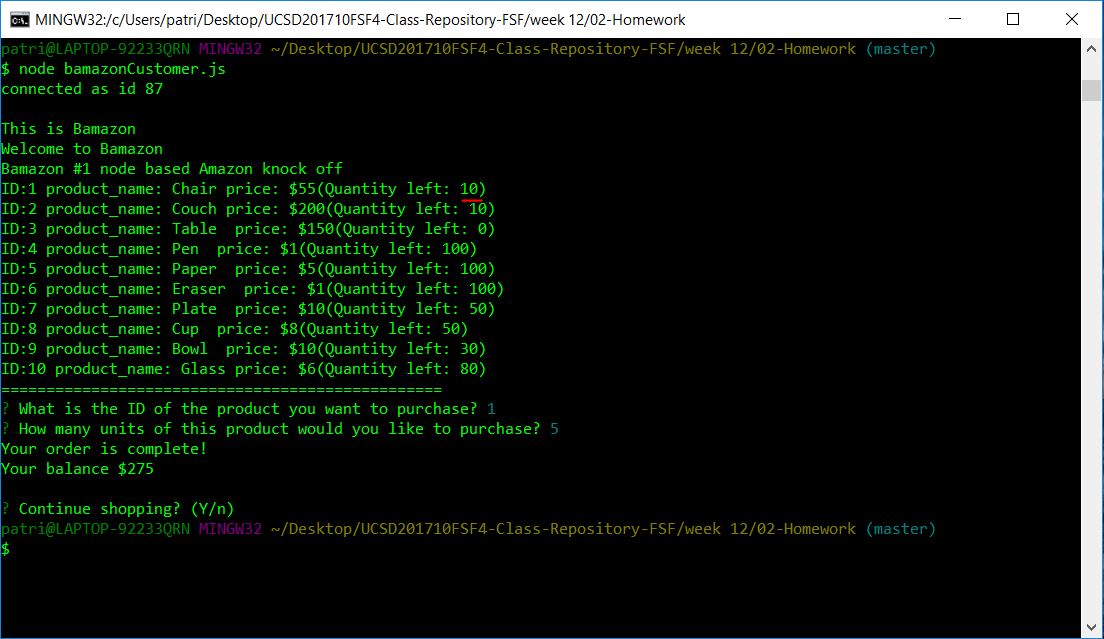 MINGW32:/c/Users/patri/Desktop/UCSD201710FSF4-Class-Repository-FSF/week 12/02-Homework
patri@LAPTOP-92233QRN MINGW32 ~/Desktop/UCSD201710FSF4-Class-Repository-FSF/week 12/02-Homework (master)
$ node bamazonCustomer.js
connected as id 87
This is Bamazon
Welcome to Bamazon
Bamazon #1 node based Amazon knock off
ID:1 product_name: Chair price: $55(Quantity left: 10)
ID:2 product_name: Couch price: $200(Quantity left: 10)
ID:3 product_name: Table  price: $150(Quantity left: 0)
ID:4 product_name: Pen  price: $1(Quantity left: 100)
ID:5 product_name: Paper  price: $5(Quantity left: 100)
ID:6 product_name: Eraser  price: $1(Quantity left: 100)
ID:7 product_name: Plate  price: $10(Quantity left: 50)
ID:8 product_name: Cup  price: $8(Quantity left: 50)
ID:9 product_name: Bowl  price: $10(Quantity left: 30)
ID:10 product_name: Glass price: $6(Quantity left: 80)
=================================================
? What is the ID of the product you want to purchase? 1
? How many units of this product would you like to purchase? 5
Your order is complete!
Your balance $275
? Continue shopping? (Y/n)
patri@LAPTOP-92233QRN MINGW32 ~/Desktop/UCSD201710FSF4-Class-Repository-FSF/week 12/02-Homework (master)
$